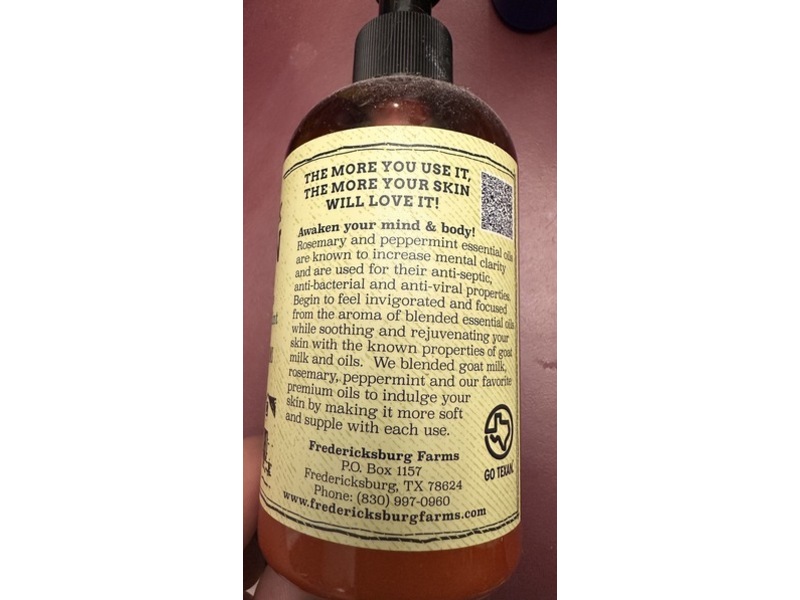 THE MORE YOU USE IT,
THE MORE YOUR SKIN
WILL LOVE IT!
Awaken your mind & body!
Rosemary and peppermint essential oils
are known to increase mental clarity
and are used for their anti-septic,
anti-bacterial and anti-viral properties.
Begin to feel invigorated and focused
from the aroma of blended essential oils
while soothing and rejuvenating your
skin with the known properties of goat
milk and oils. We blended goat milk,
rosemary, peppermint and our favorite
premium oils to indulge your
skin by making it more soft
and supple with each use.
GO TEXAN.
Fredericksburg Farms
P.O. Box 1157
Fredericksburg, TX 78624
Phone: (830) 997-0960
www.fredericksburgfarms.com